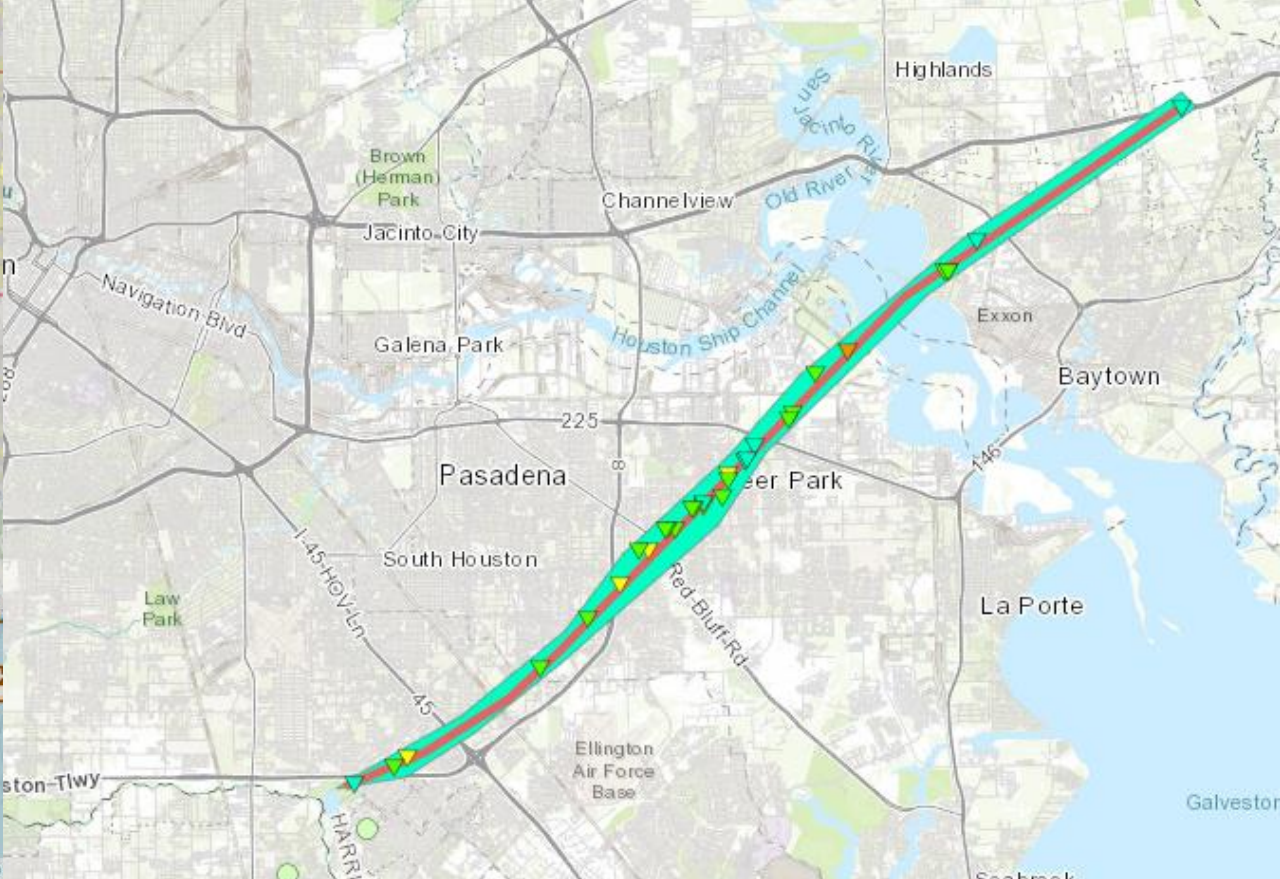 Highlands
San
Jacinto River
Brown
(Herman)
Park
Old River
Channelview
Jacinto City
n
Navigation Blvd
Houston Ship Channel
Exxon
Galena Park
Baytown
225
8
146
Pasadena
eer Park
I-45-HOV-Ln
South Houston
Red-Bluff-Rd
Law
Park
La Porte
45
Ellington
Air Force
Base
ston-Tlwy
Galveston
HARRI